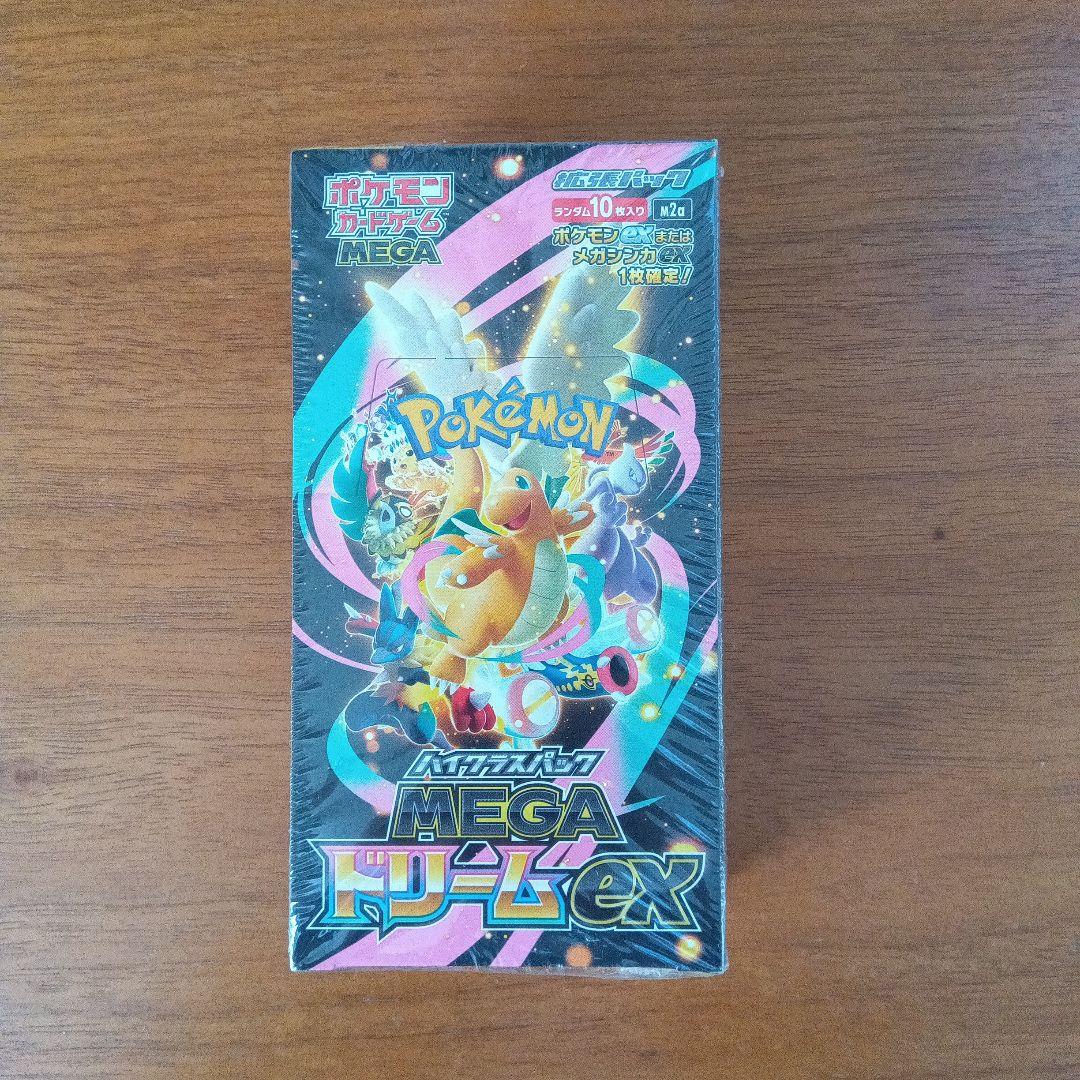 ポケモン
カードゲーム
MEGA
拡張パック
ランダム10枚入り M2a
ポケモンexまたは
メガシンカex
1枚確定!
POKéMON
TM
ハイクラスパック
MEGA
ドリームex